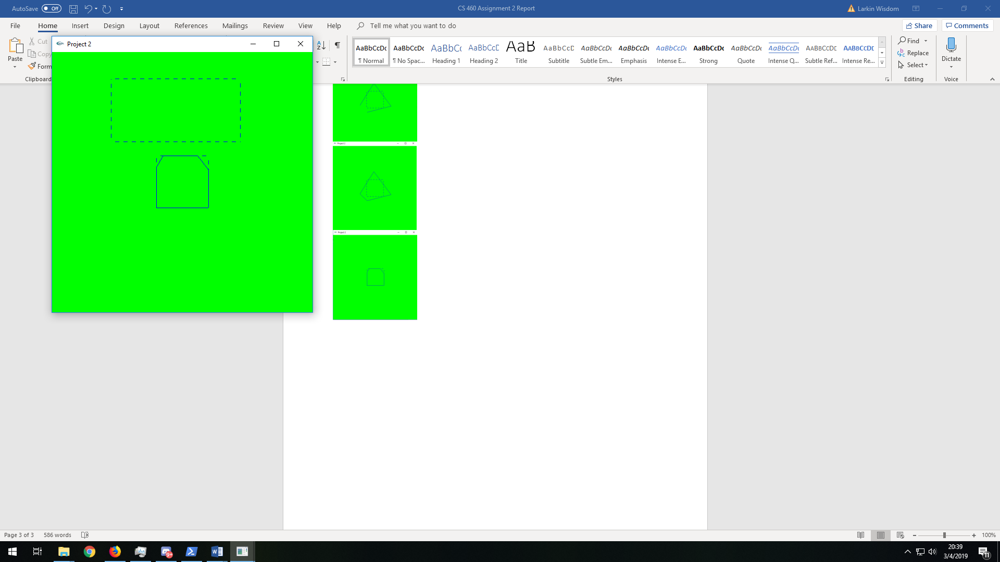 AutoSave Off CS 460 Assignment 2 Report Larkin Wisdom
File Home Insert Design Layout References Mailings Review View Help Tell me what you want to do Share Comments
Project 2
Paste
Cut
Copy
Form
Clipboard
AaBbCcDc AaBbCcDc AaBbCc AaBbCcD AaB AaBbCcD AaBbCcDc AaBbCcDc AaBbCcDc AaBbCcDc AaBbCcDc AaBbCcDc AaBbCcDd AaBbCcDd
¶ Normal ¶ No Spac... Heading 1 Heading 2 Title Subtitle Subtle Em... Emphasis Intense E... Strong Quote Intense Q... Subtle Ref... Intense Re...
Styles
Find
Replace
Select
Editing
Dictate
Voice
Project 2
Project 2
Page 3 of 3 586 words 100%
9+
20:39
3/4/2019
11